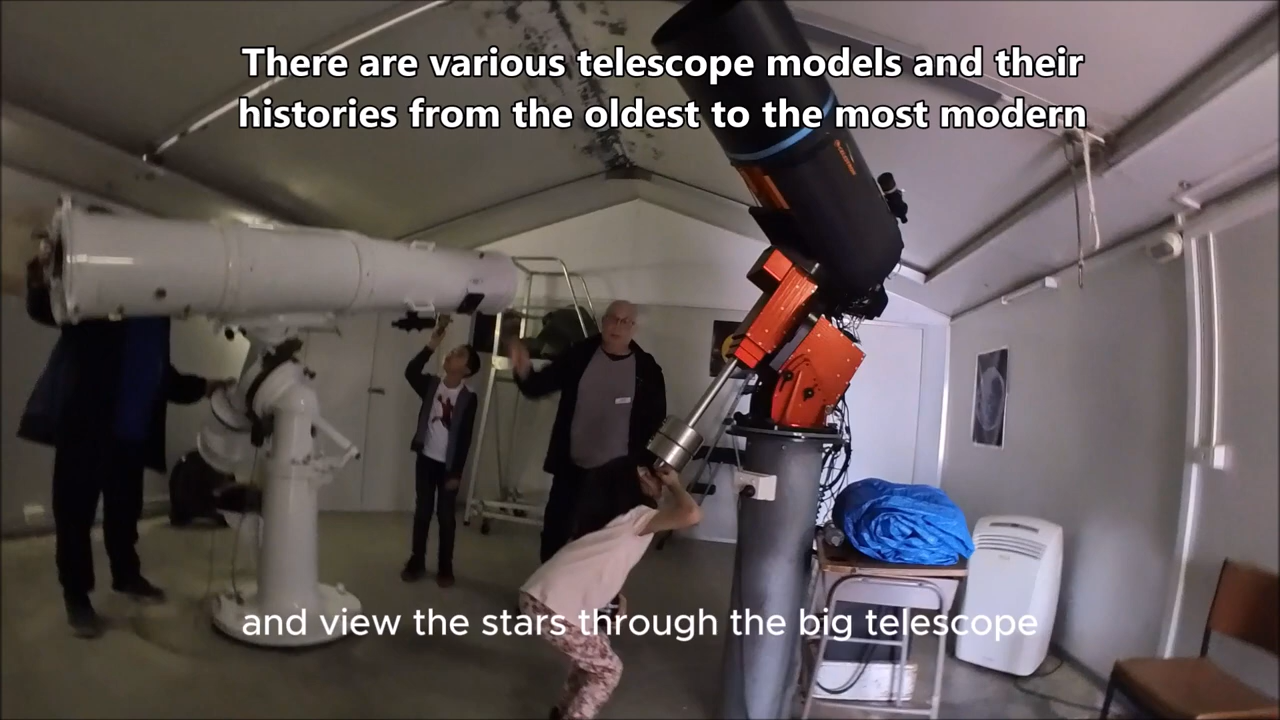 There are various telescope models and their
histories from the oldest to the most modern
CELESTRON
and view the stars through the big telescope